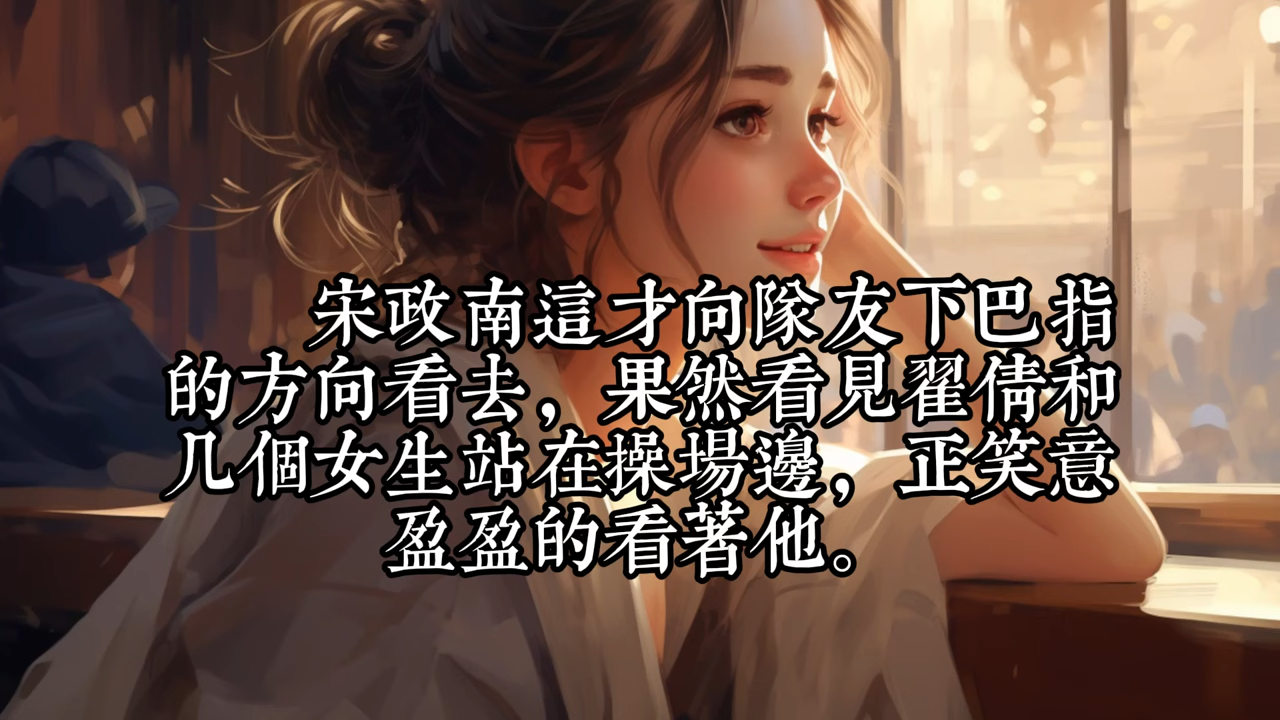 宋政南這才向隊友下巴指
的方向看去，果然看見翟倩和
几個女生站在操場邊，正笑意
盈盈的看著他。